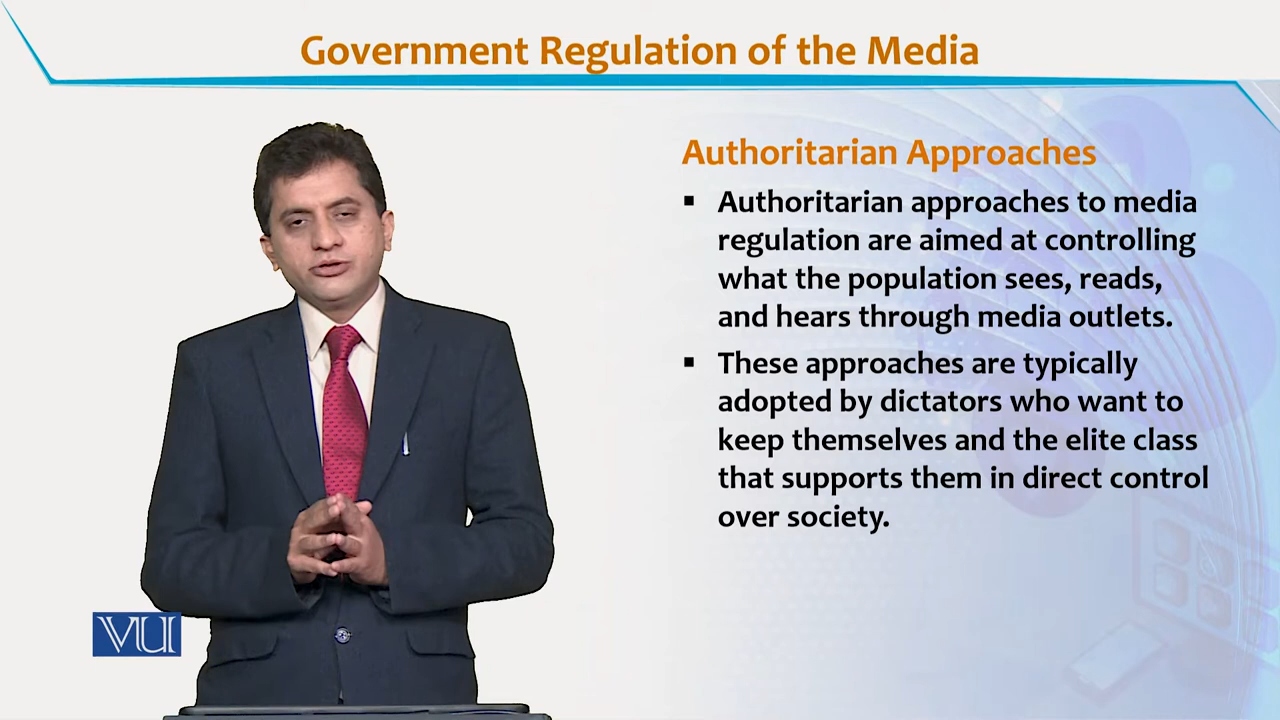 Government Regulation of the Media
Authoritarian Approaches
▪ Authoritarian approaches to media
regulation are aimed at controlling
what the population sees, reads,
and hears through media outlets.
▪ These approaches are typically
adopted by dictators who want to
keep themselves and the elite class
that supports them in direct control
over society.
VU